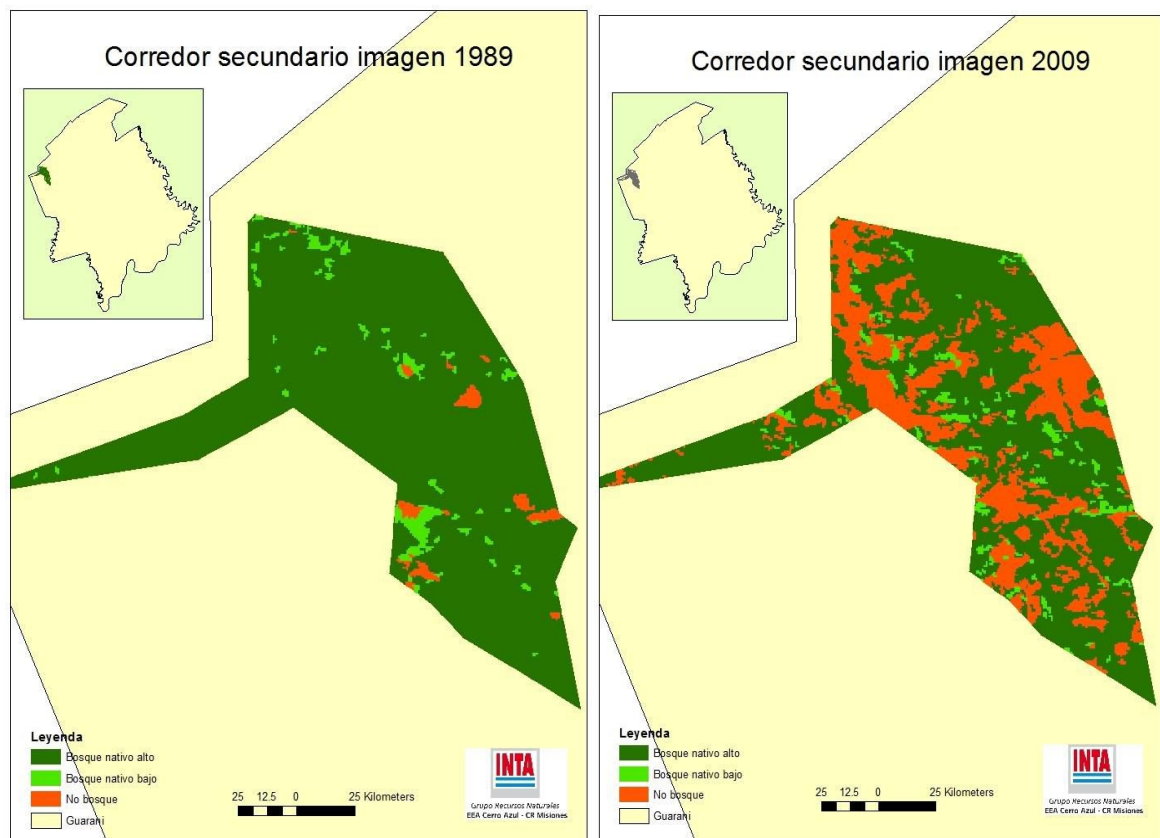 Corredor secundario imagen 1989
Leyenda
Bosque nativo alto
Bosque nativo bajo
No bosque
Guarani
25 12.5 0 25 Kilometers
INTA
Grupo Recursos Naturales
EEA Cerro Azul - CR Misiones
Corredor secundario imagen 2009
Leyenda
Bosque nativo alto
Bosque nativo bajo
No bosque
Guarani
25 12.5 0 25 Kilometers
INTA
Grupo Recursos Naturales
EEA Cerro Azul - CR Misiones